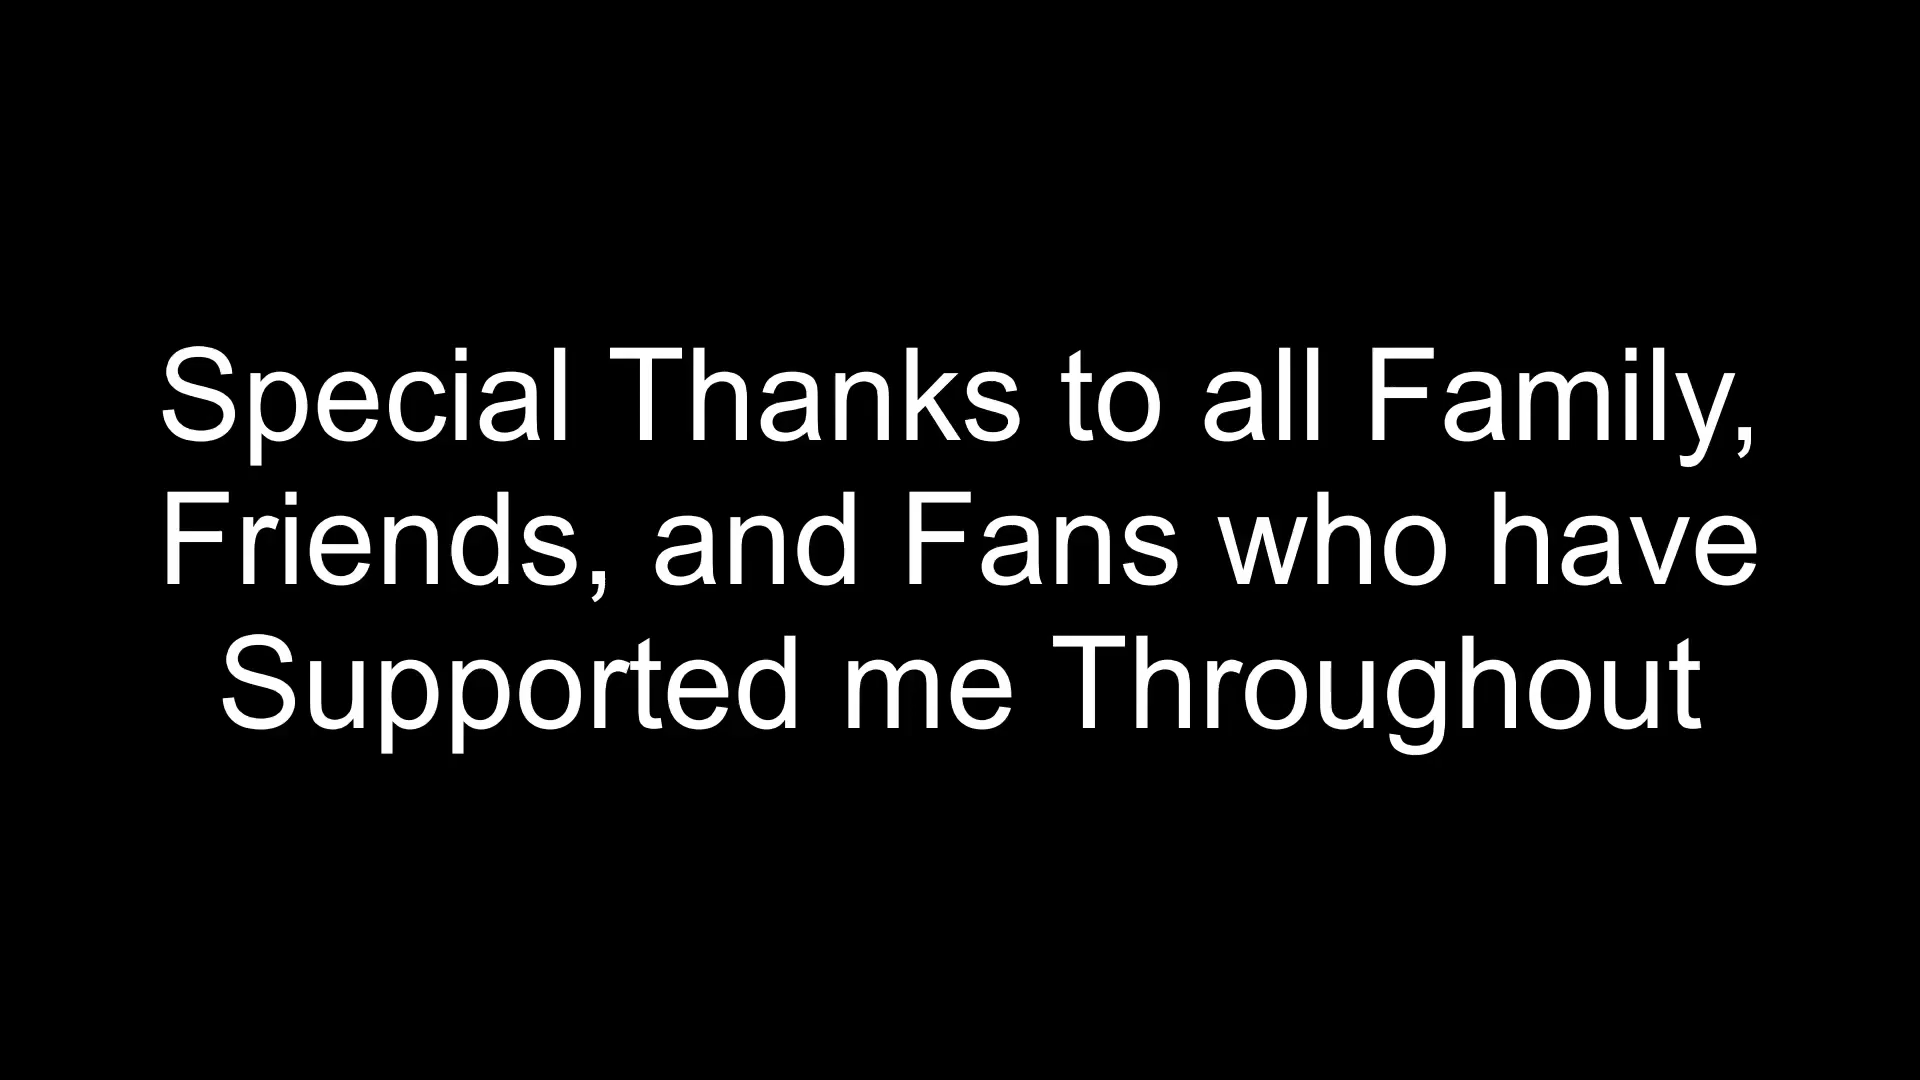 Special Thanks to all Family,
Friends, and Fans who have
Supported me Throughout